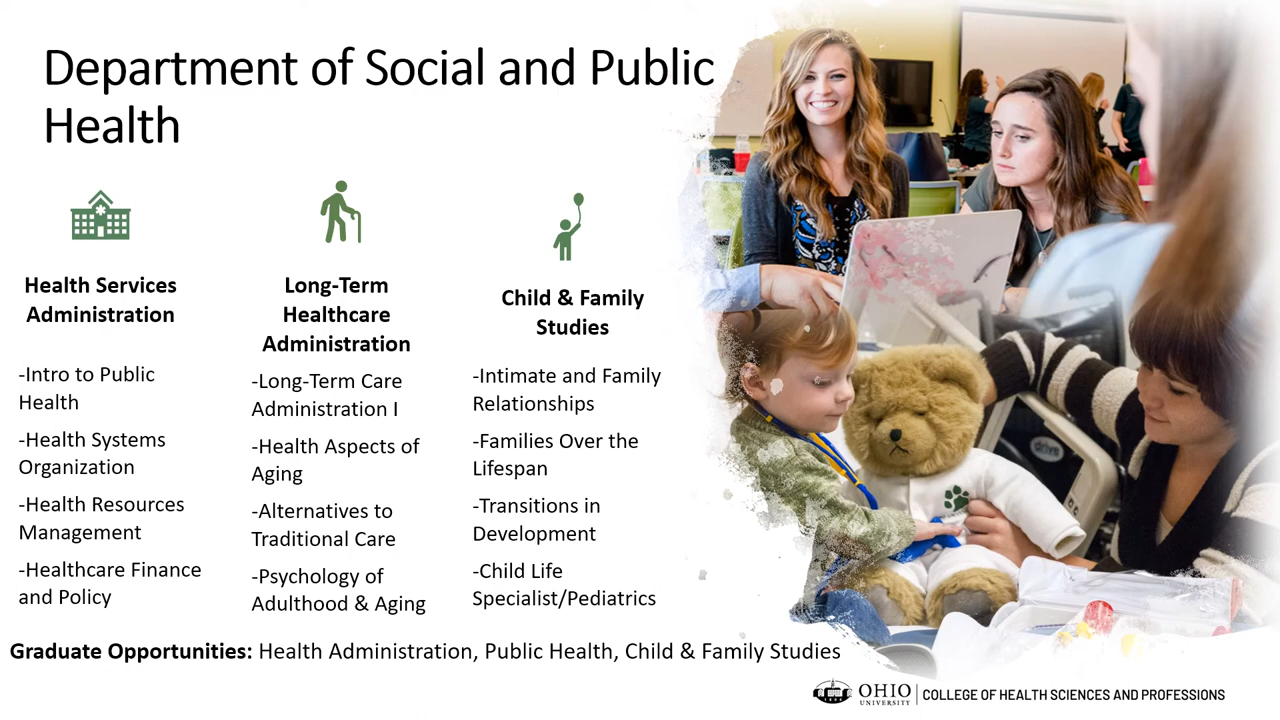 Department of Social and Public
Health
Health Services
Administration
-Intro to Public
Health
-Health Systems
Organization
-Health Resources
Management
-Healthcare Finance
and Policy
Long-Term
Healthcare
Administration
-Long-Term Care
Administration I
-Health Aspects of
Aging
-Alternatives to
Traditional Care
-Psychology of
Adulthood & Aging
Child & Family
Studies
-Intimate and Family
Relationships
-Families Over the
Lifespan
-Transitions in
Development
-Child Life
Specialist/Pediatrics
drive
Graduate Opportunities: Health Administration, Public Health, Child & Family Studies
OHIO
UNIVERSITY
COLLEGE OF HEALTH SCIENCES AND PROFESSIONS